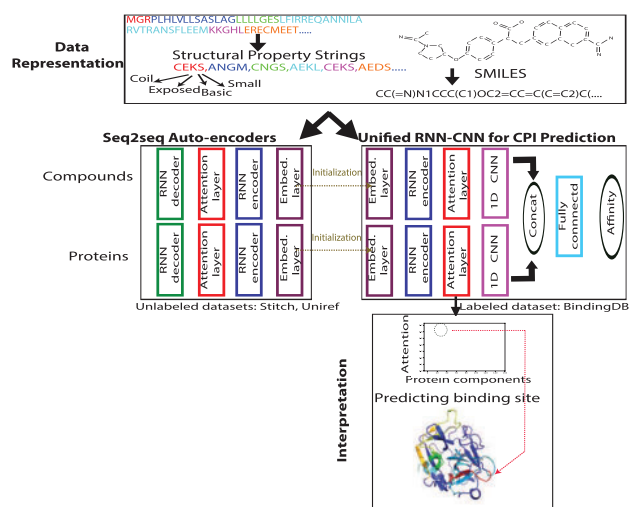 MGRPLHLVLLSASLAGLLLLGESLFIRREQANNILA
RVTRANSFLEEMKKGHLERECMEET.....
Data
Representation
Structural Property Strings
CEKS,ANGM,CNGS,AEKL,CEKS,AEDS.....
Coil
Exposed
Basic
Small
SMILES
CC(=N)N1CCC(C1)OC2=CC=C(C=C2)C(....
Seq2seq Auto-encoders
Unified RNN-CNN for CPI Prediction
Compounds
RNN
decoder
Attention
layer
RNN
encoder
Embed.
layer
Initialization
Embed.
layer
RNN
encoder
Attention
layer
1D CNN
Proteins
RNN
decoder
Attention
layer
RNN
encoder
Embed.
layer
Initialization
Embed.
layer
RNN
encoder
Attention
layer
1D CNN
Concat
Fully
connnectd
Affinity
Unlabeled datasets: Stitch, Uniref
Labeled dataset: BindingDB
Interpretation
Attention
Protein components
Predicting binding site